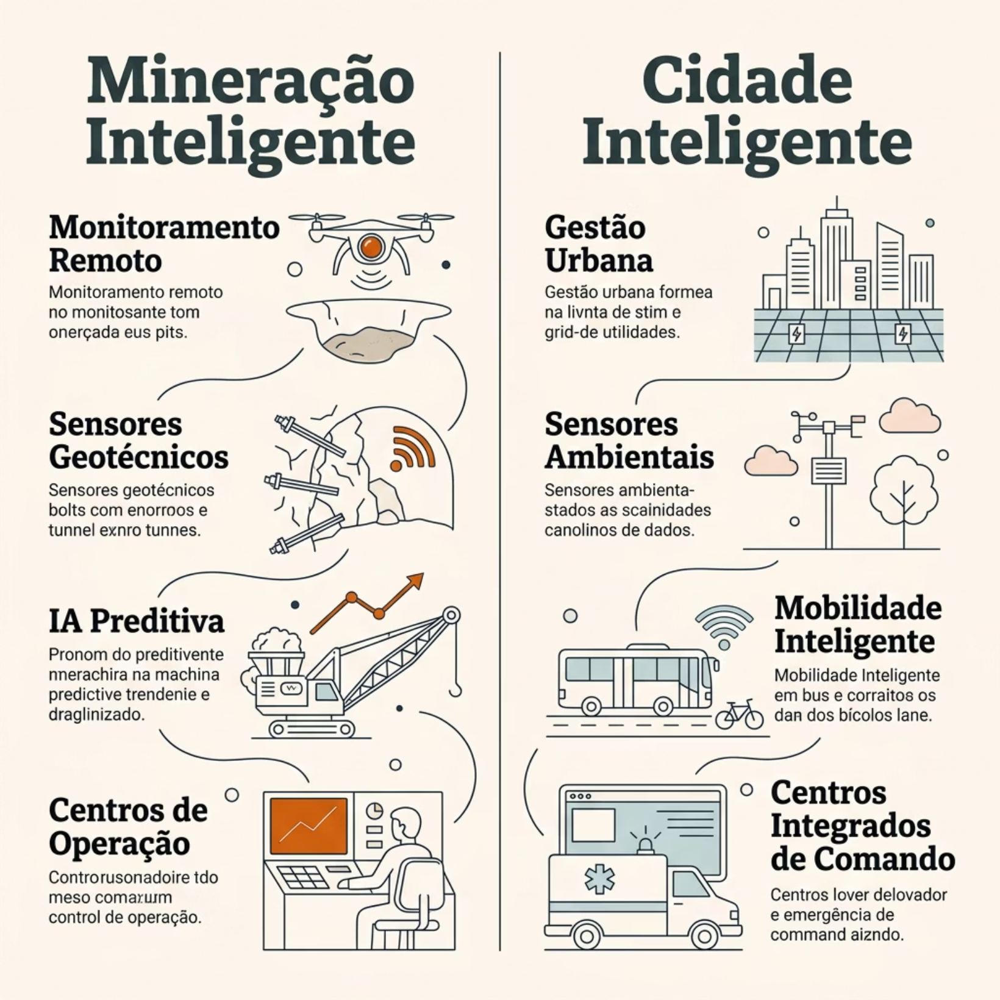 Mineração
Inteligente
Monitoramento
Remoto
Monitoramento remoto
no monitosante tom
onerçada eus pits.
Sensores
Geotécnicos
Sensores geotécnicos
bolts com enorroos e
tunnel exnro tunnes.
IA Preditiva
Pronom do preditivente
nmerachira na machina
predictive trendenie e
draglinizado.
Centros de
Operação
Controrusonadoire tdo
meso comaxum
control de operação.
Cidade
Inteligente
Gestão
Urbana
Gestão urbana formea
na livnta de stim e
grid-de utilidades.
Sensores
Ambientais
Sensores ambienta-
stados as scainidades
canolinos de dados.
Mobilidade
Inteligente
Mobilidade Inteligente
em bus e corraitos os
dan dos bícolos lane.
Centros
Integrados
de Comando
Centros lover delovador
e emergência de
command aizndo.